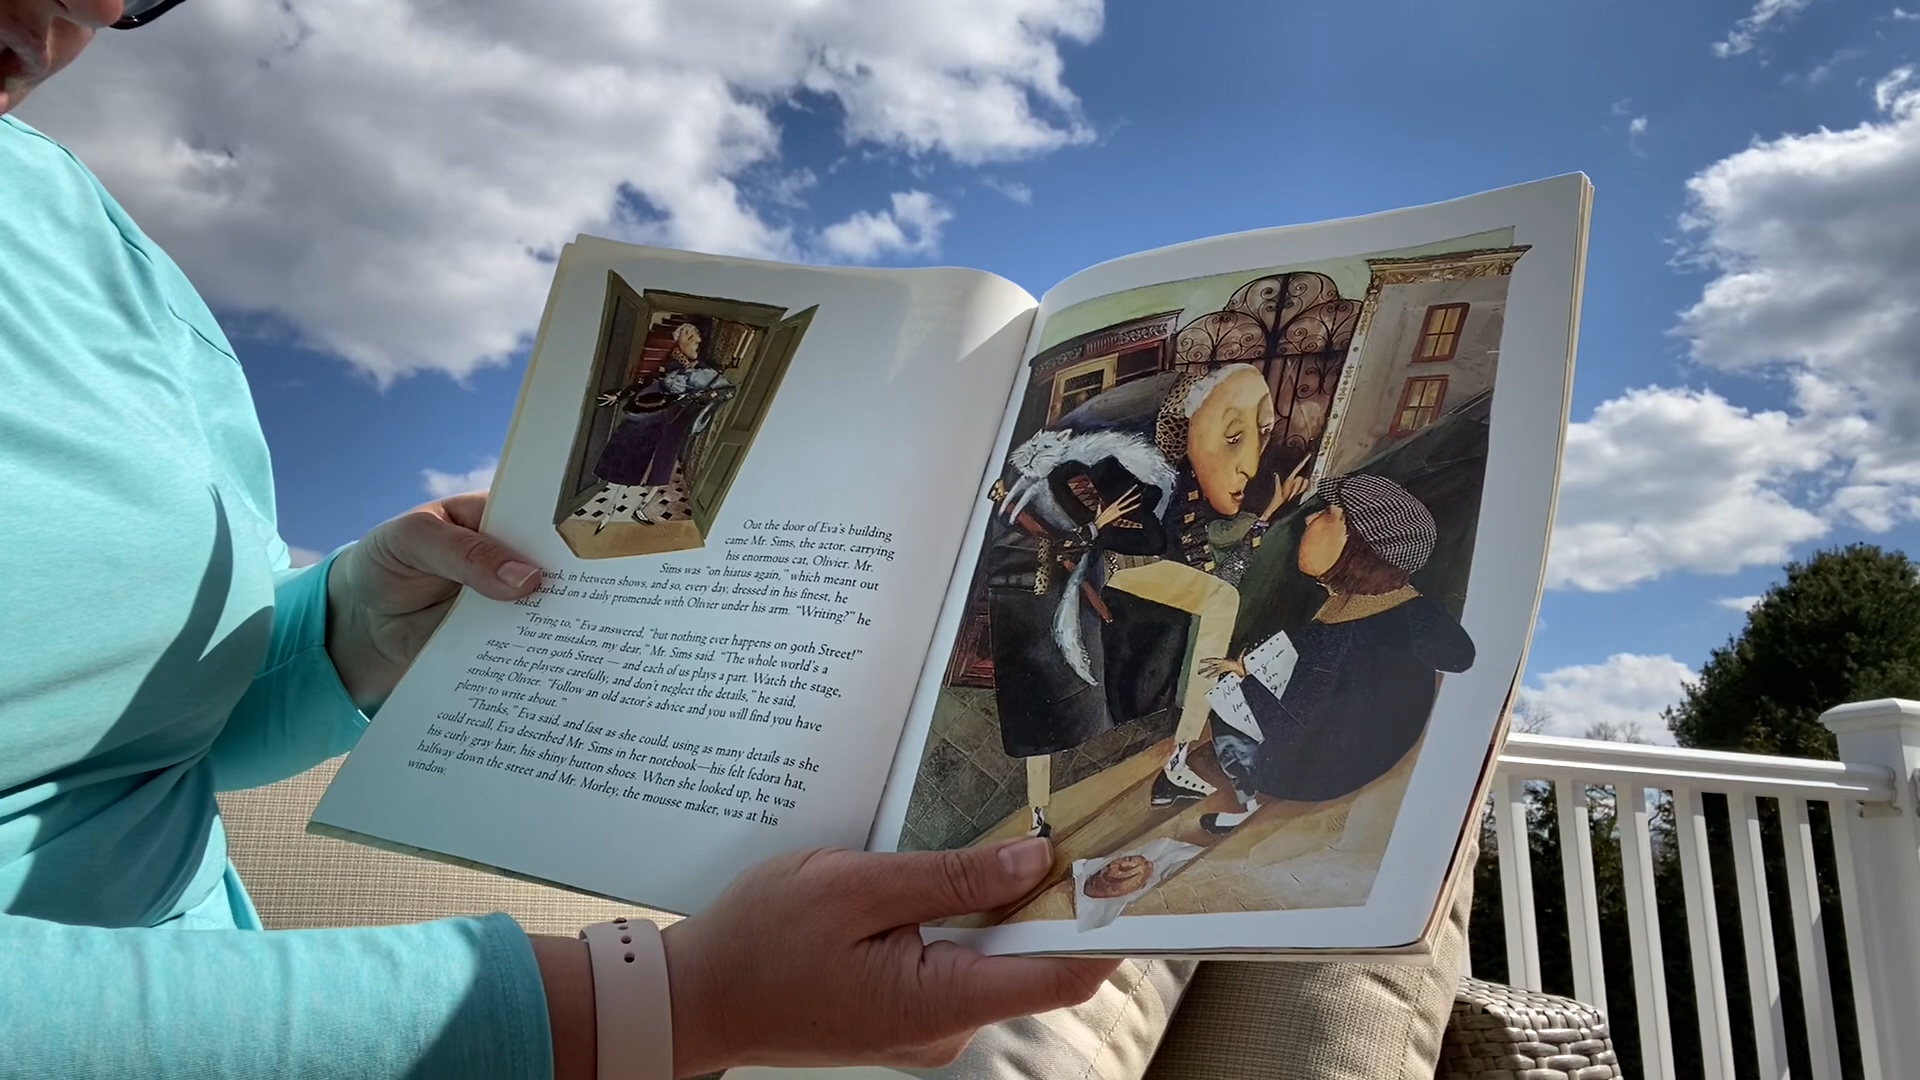 Out the door of Eva's building
came Mr. Sims, the actor, carrying
his enormous cat, Olivier. Mr.
Sims was "on hiatus again," which meant out
work, in between shows, and so, every day, dressed in his finest, he
barked on a daily promenade with Olivier under his arm. "Writing?" he
asked.
"Trying to," Eva answered, "but nothing ever happens on 90th Street!"
"You are mistaken, my dear," Mr. Sims said. "The whole world's a
stage — even 90th Street — and each of us plays a part. Watch the stage,
observe the players carefully, and don't neglect the details," he said,
stroking Olivier. "Follow an old actor's advice and you will find you have
plenty to write about."
"Thanks," Eva said, and fast as she could, using as many details as she
could recall, Eva described Mr. Sims in her notebook—his felt fedora hat,
his curly gray hair, his shiny button shoes. When she looked up, he was
halfway down the street and Mr. Morley, the mousse maker, was at his
window.